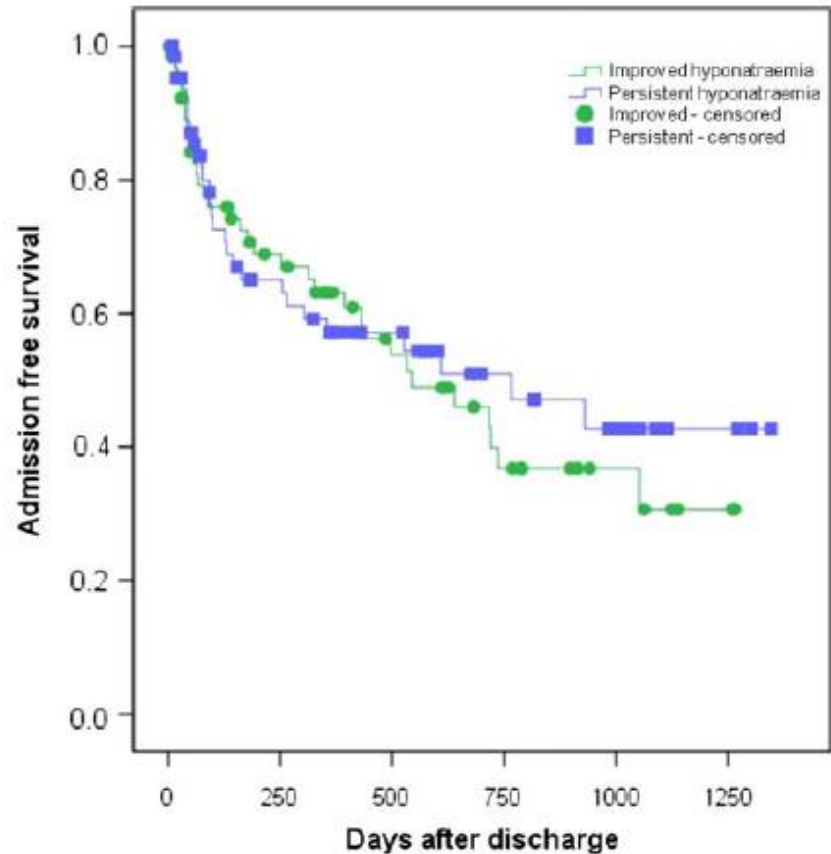 1.0
0.8
0.6
0.4
0.2
0.0
Admission free survival
Improved hyponatraemia
Persistent hyponatraemia
Improved - censored
Persistent - censored
0 250 500 750 1000 1250
Days after discharge